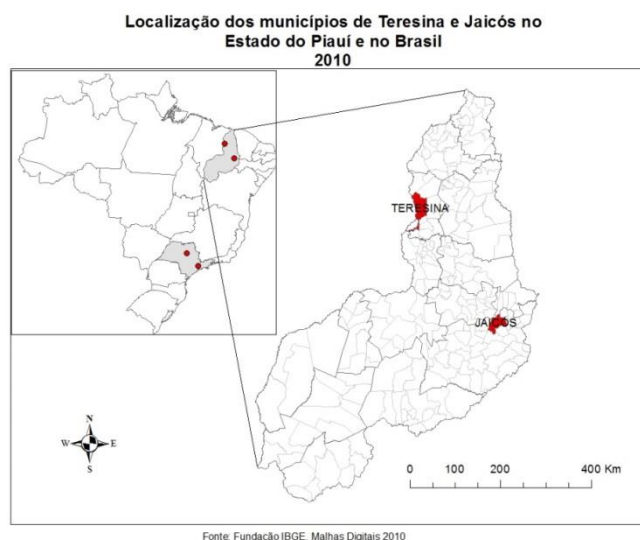 Localização dos municípios de Teresina e Jaicós no
Estado do Piauí e no Brasil
2010
TERESINA
JAICÓS
N
W E
S
0 100 200 400 Km
Fonte: Fundação IBGE, Malhas Digitais 2010